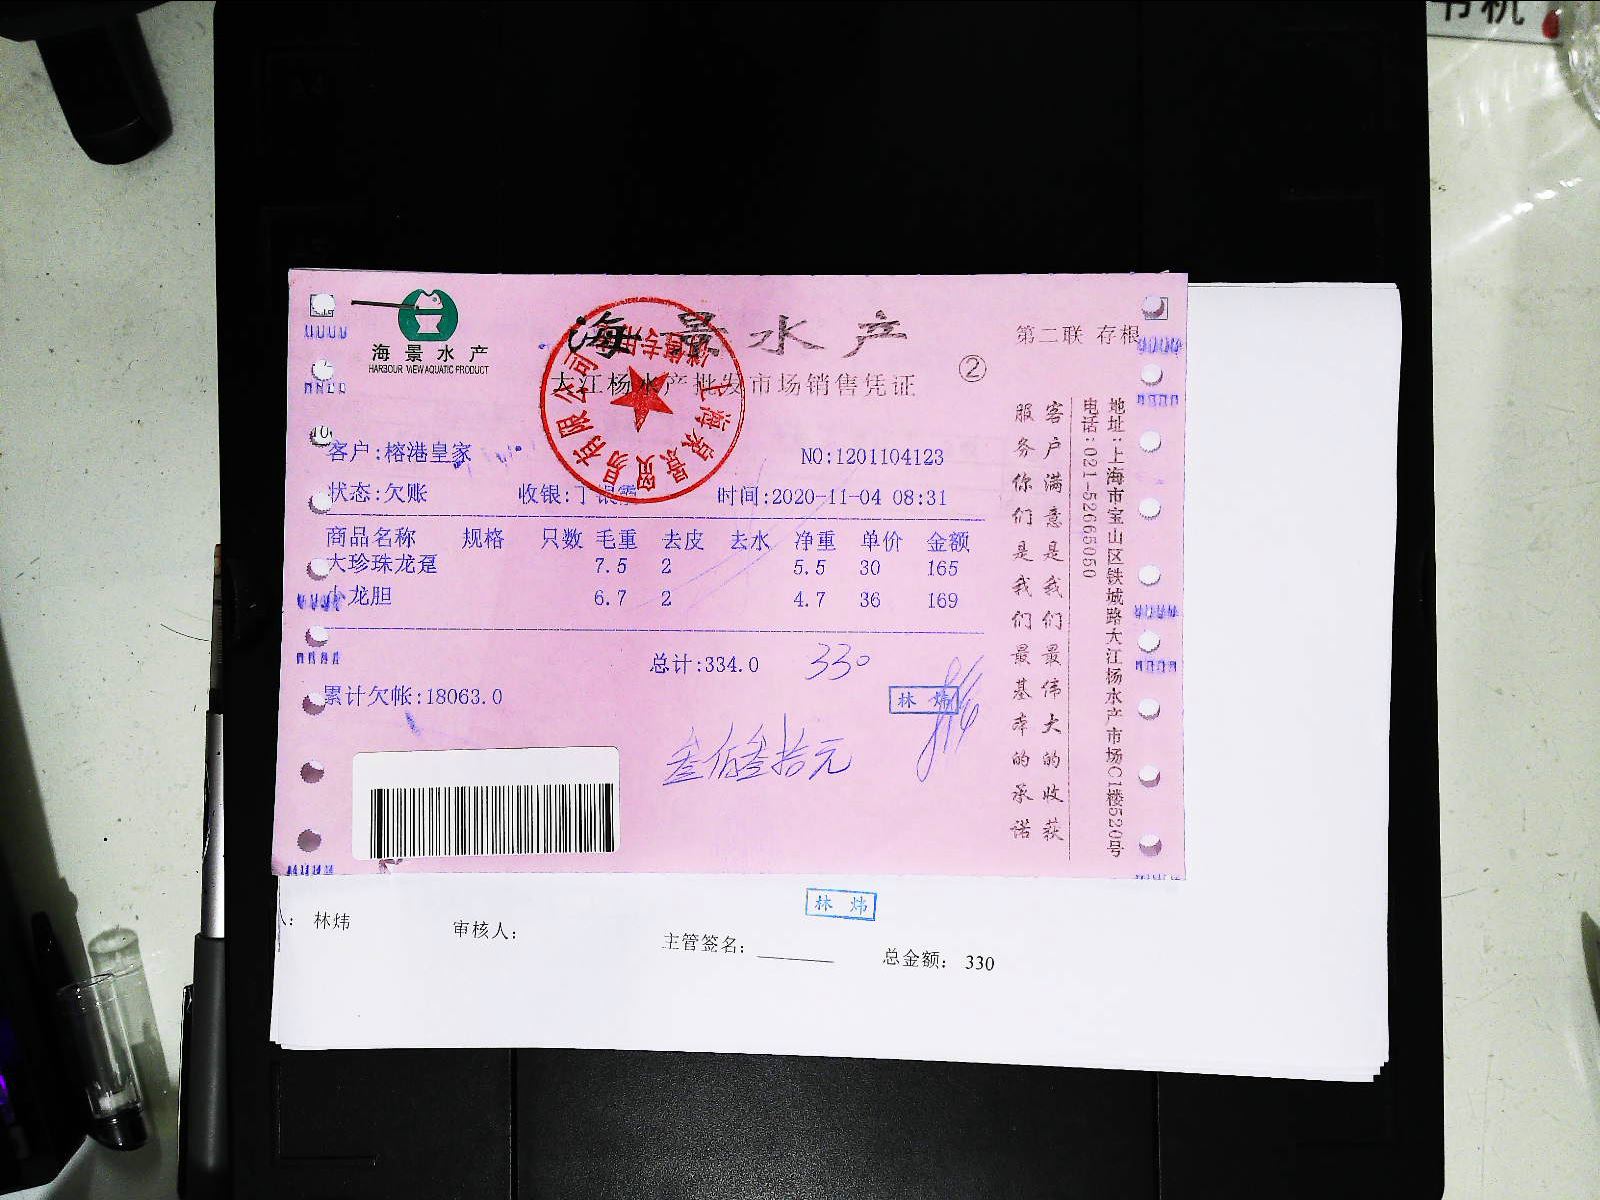 海景水产
HARBOUR VIEW AQUATIC PRODUCT
海景水产
大江杨水产批发市场销售凭证
第二联 存根
②
客户:榕港皇家
NO:1201104123
状态:欠账 收银:丁银霞 时间:2020-11-04 08:31
商品名称 规格 只数 毛重 去皮 去水 净重 单价 金额
大珍珠龙趸 7.5 2 5.5 30 165
小龙胆 6.7 2 4.7 36 169
总计:334.0 330
累计欠帐:18063.0
林炜
叁佰叁拾元
客户满意是我们最伟大的收获
服务你们是我们最基本的承诺
地址:上海市宝山区铁城路大江杨水产市场C1楼520号
电话:021-52665050
林炜
人: 林炜 审核人: 主管签名: 总金额: 330